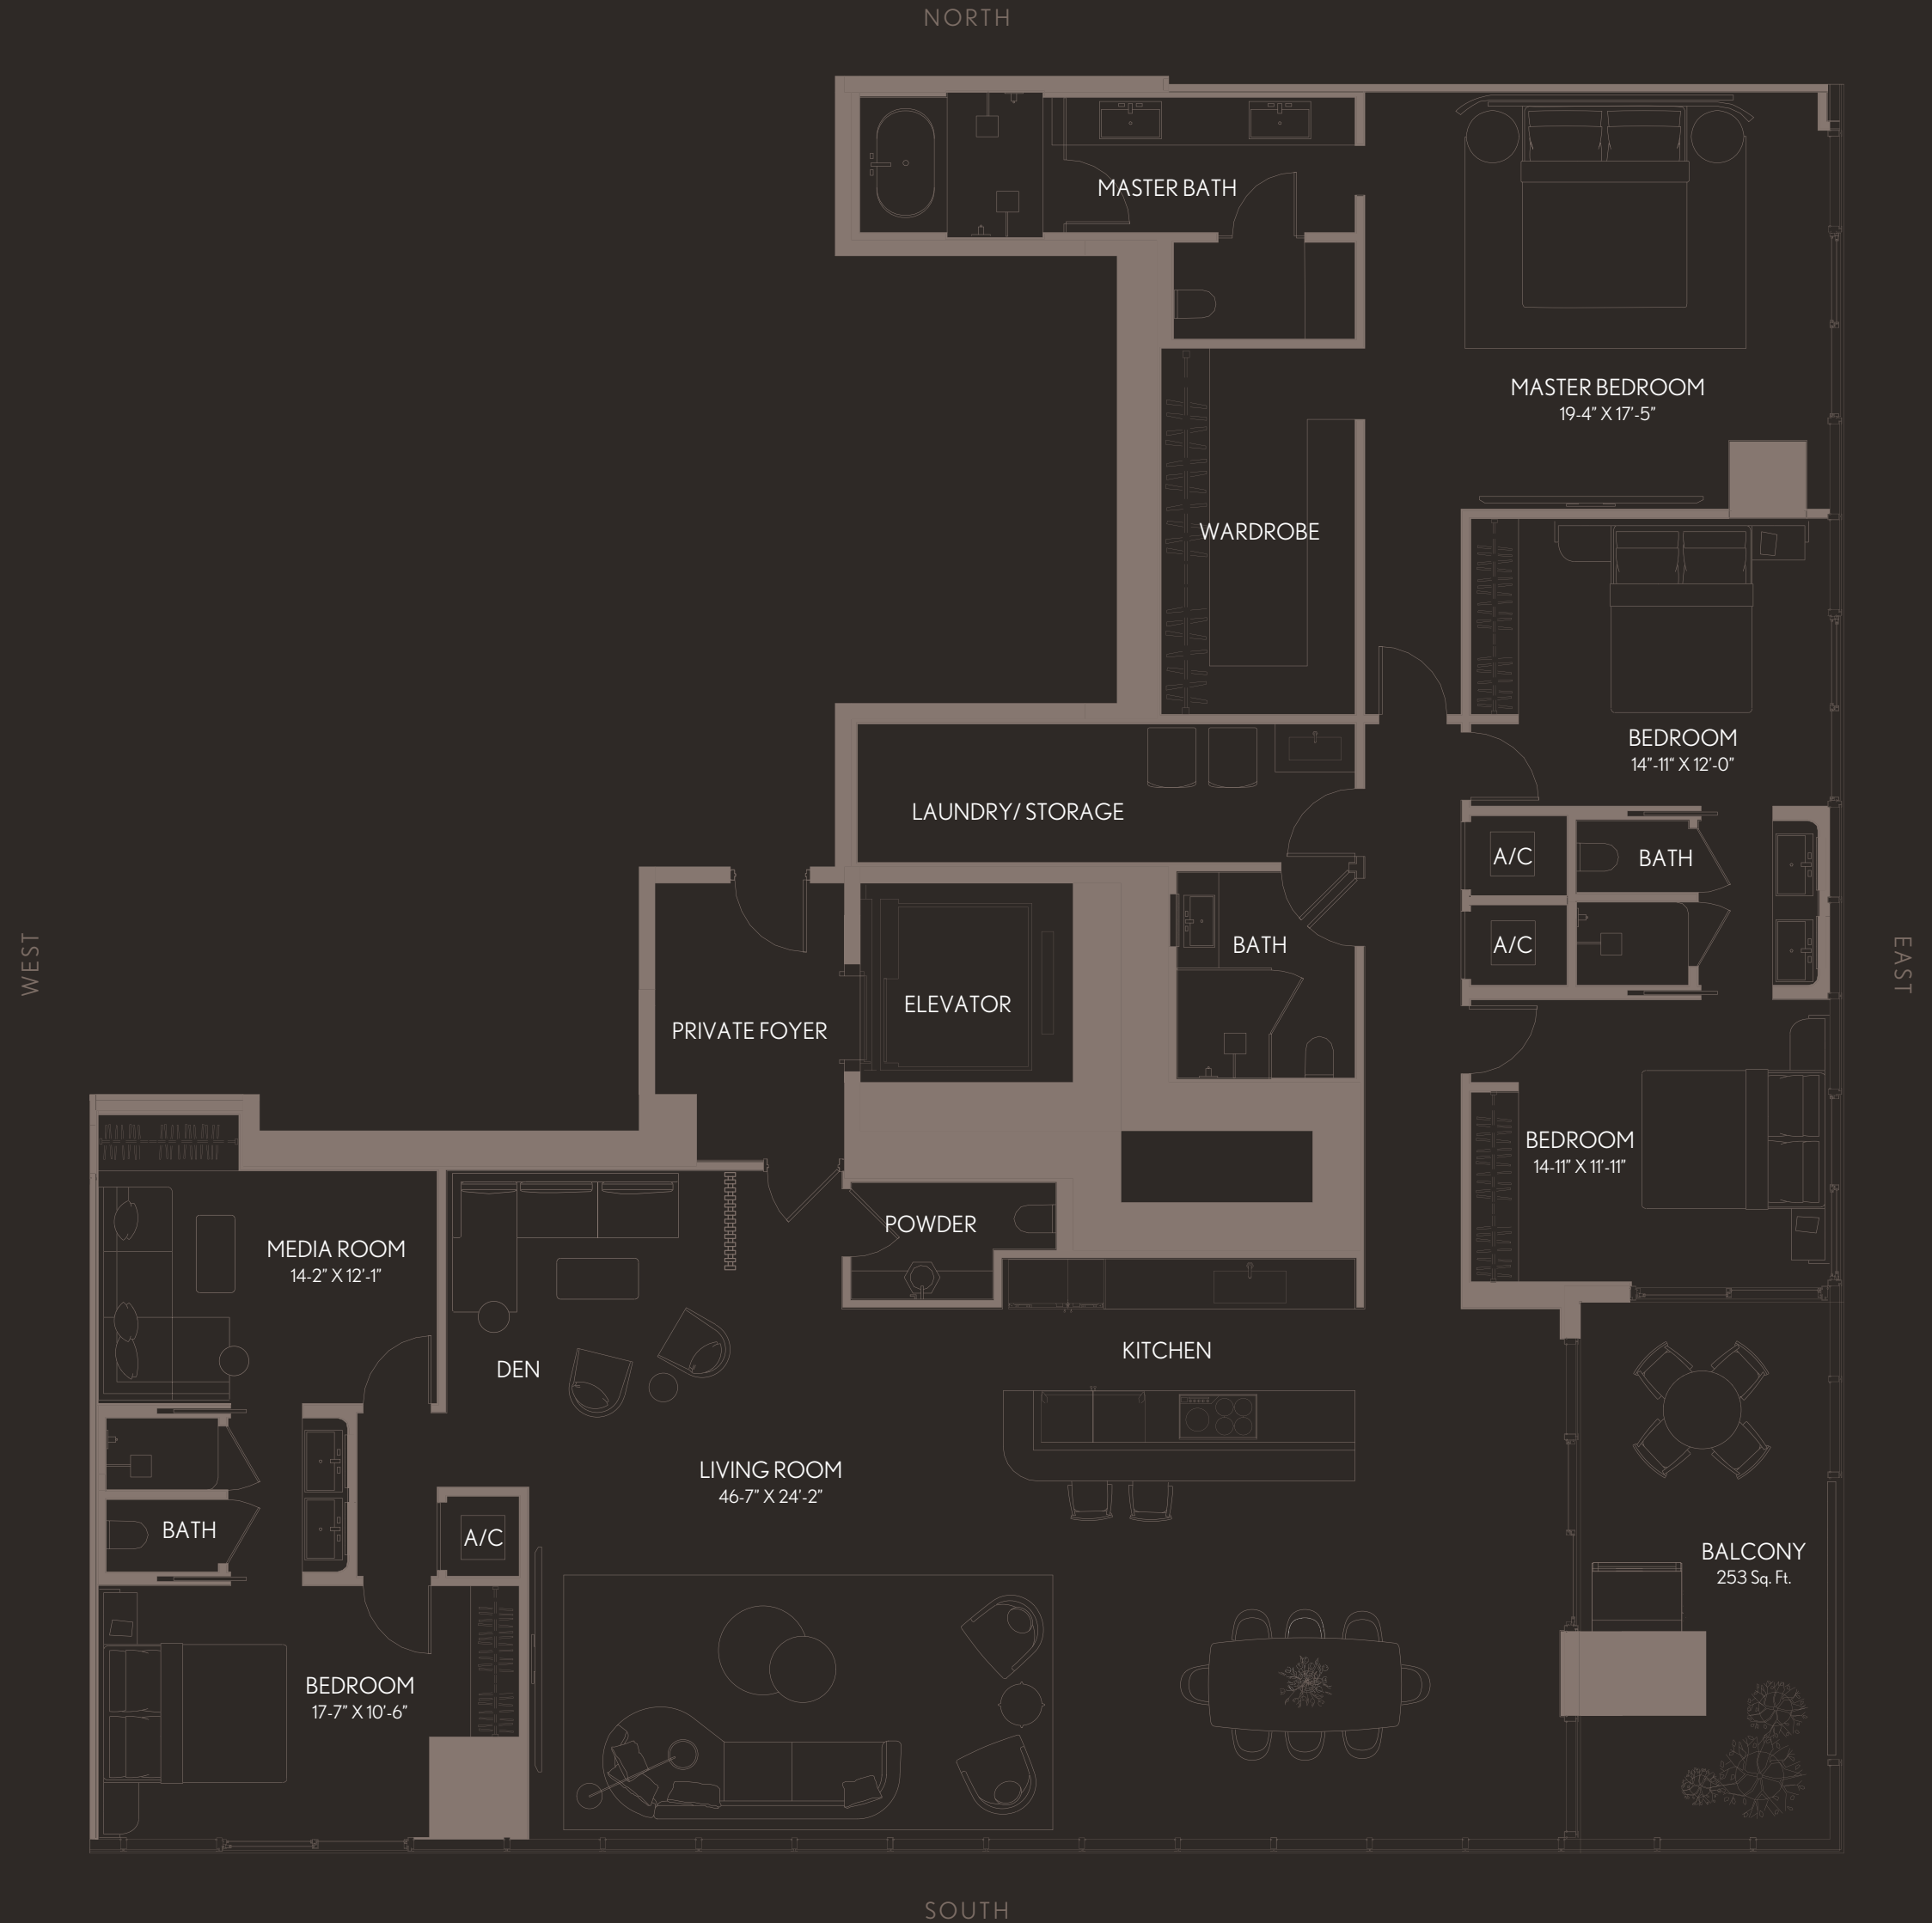 NORTH
MASTER BATH
MASTER BEDROOM
19-4" X 17'-5"
WARDROBE
BEDROOM
14"-11" X 12'-0"
LAUNDRY/ STORAGE
A/C
BATH
WEST
EAST
A/C
BATH
ELEVATOR
PRIVATE FOYER
BEDROOM
14-11" X 11'-11"
POWDER
MEDIA ROOM
14-2" X 12'-1"
KITCHEN
DEN
LIVING ROOM
46-7" X 24'-2"
BATH
A/C
BALCONY
253 Sq. Ft.
BEDROOM
17-7" X 10'-6"
SOUTH